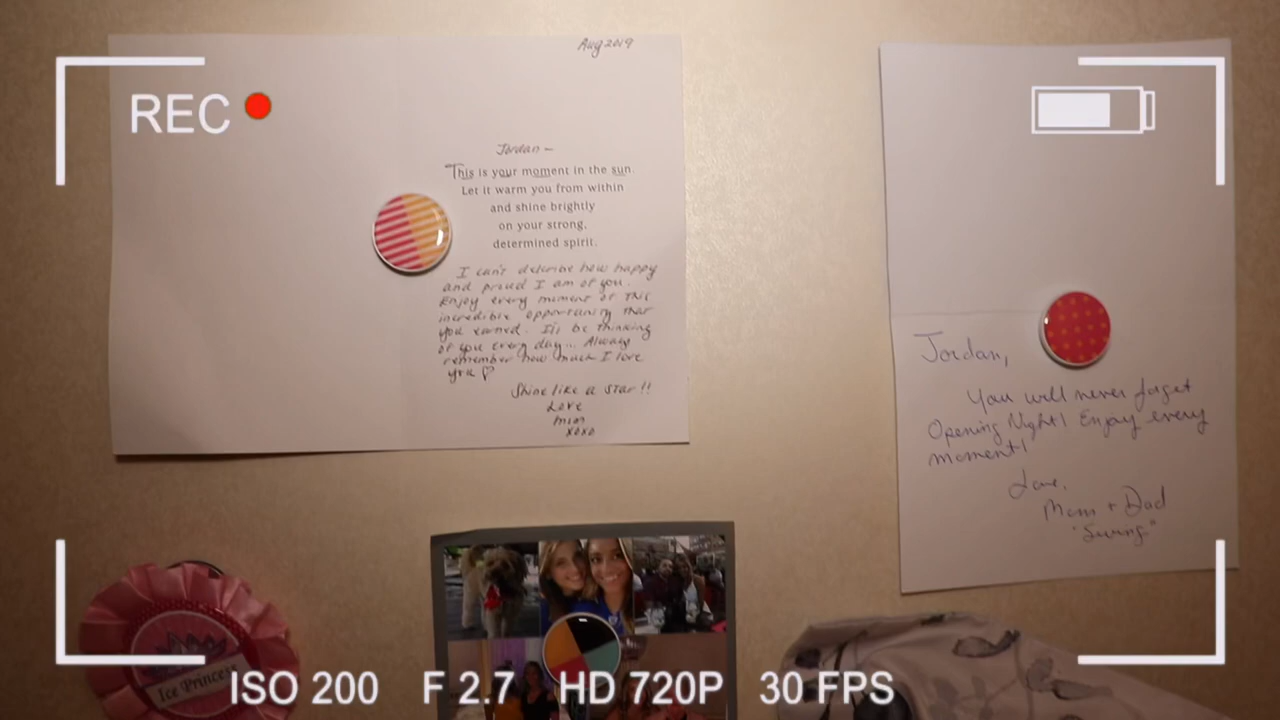 Aug 2019
REC
Jordan –
This is your moment in the sun.
Let it warm you from within
and shine brightly
on your strong,
determined spirit.
I can't describe how happy
and proud I am of you.
Enjoy every moment of this
incredible opportunity that
you earned. I'll be thinking
of you every day... Always
remember how much I love
you ♡
Shine like a star!!
Love
Mom
xoxo
Jordan,
You will never forget
Opening Night! Enjoy every
moment!
Love,
Mom + Dad
"Swing"
Ice Princess
ISO 200 F 2.7 HD 720P 30 FPS